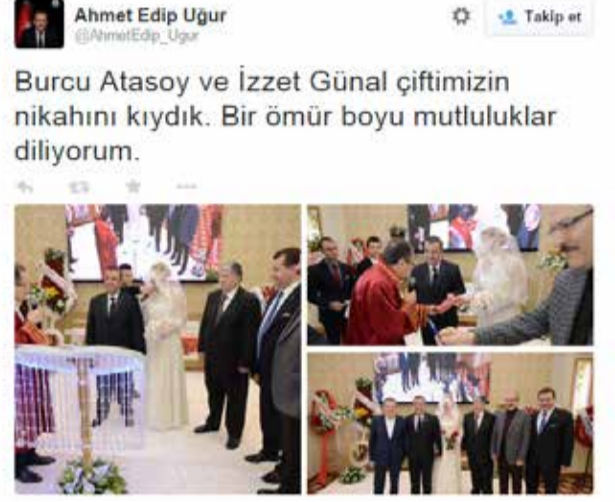 Ahmet Edip Uğur
@AhmetEdip_Ugur
Takip et
Burcu Atasoy ve İzzet Günal çiftimizin
nikahını kıydık. Bir ömür boyu mutluluklar
diliyorum.